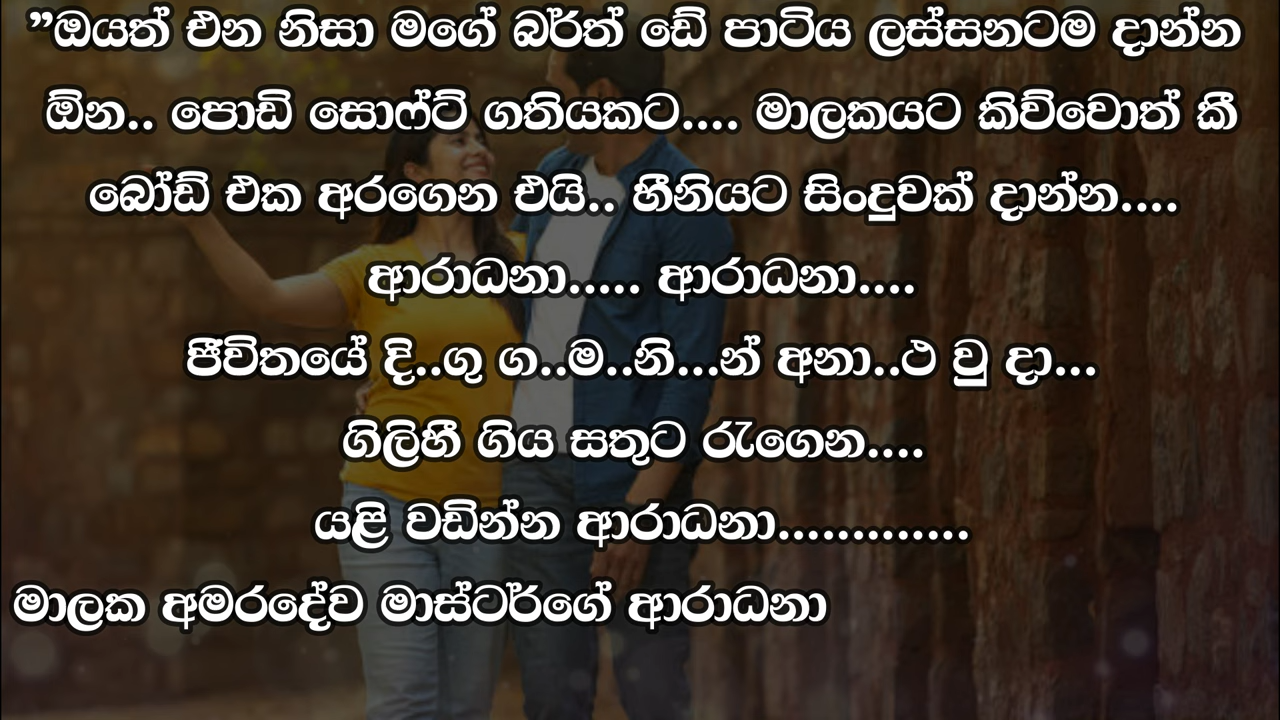 ”ඔයත් එන නිසා මගේ බර්ත් ඩේ පාටිය ලස්සනටම දාන්න
ඕන.. පොඩි සොෆ්ට් ගතියකට.... මාලකයට කිව්වොත් කී
බෝඩ් එක අරගෙන එයි.. හීනියට සිංදුවක් දාන්න....
ආරාධනා..... ආරාධනා....
ජීවිතයේ දි..ගු ග..ම..නි...න් අනා..ථ වු දා...
ගිලිහී ගිය සතුට රැගෙන....
යළි වඩින්න ආරාධනා.............
මාලක අමරදේව මාස්ටර්ගේ ආරාධනා